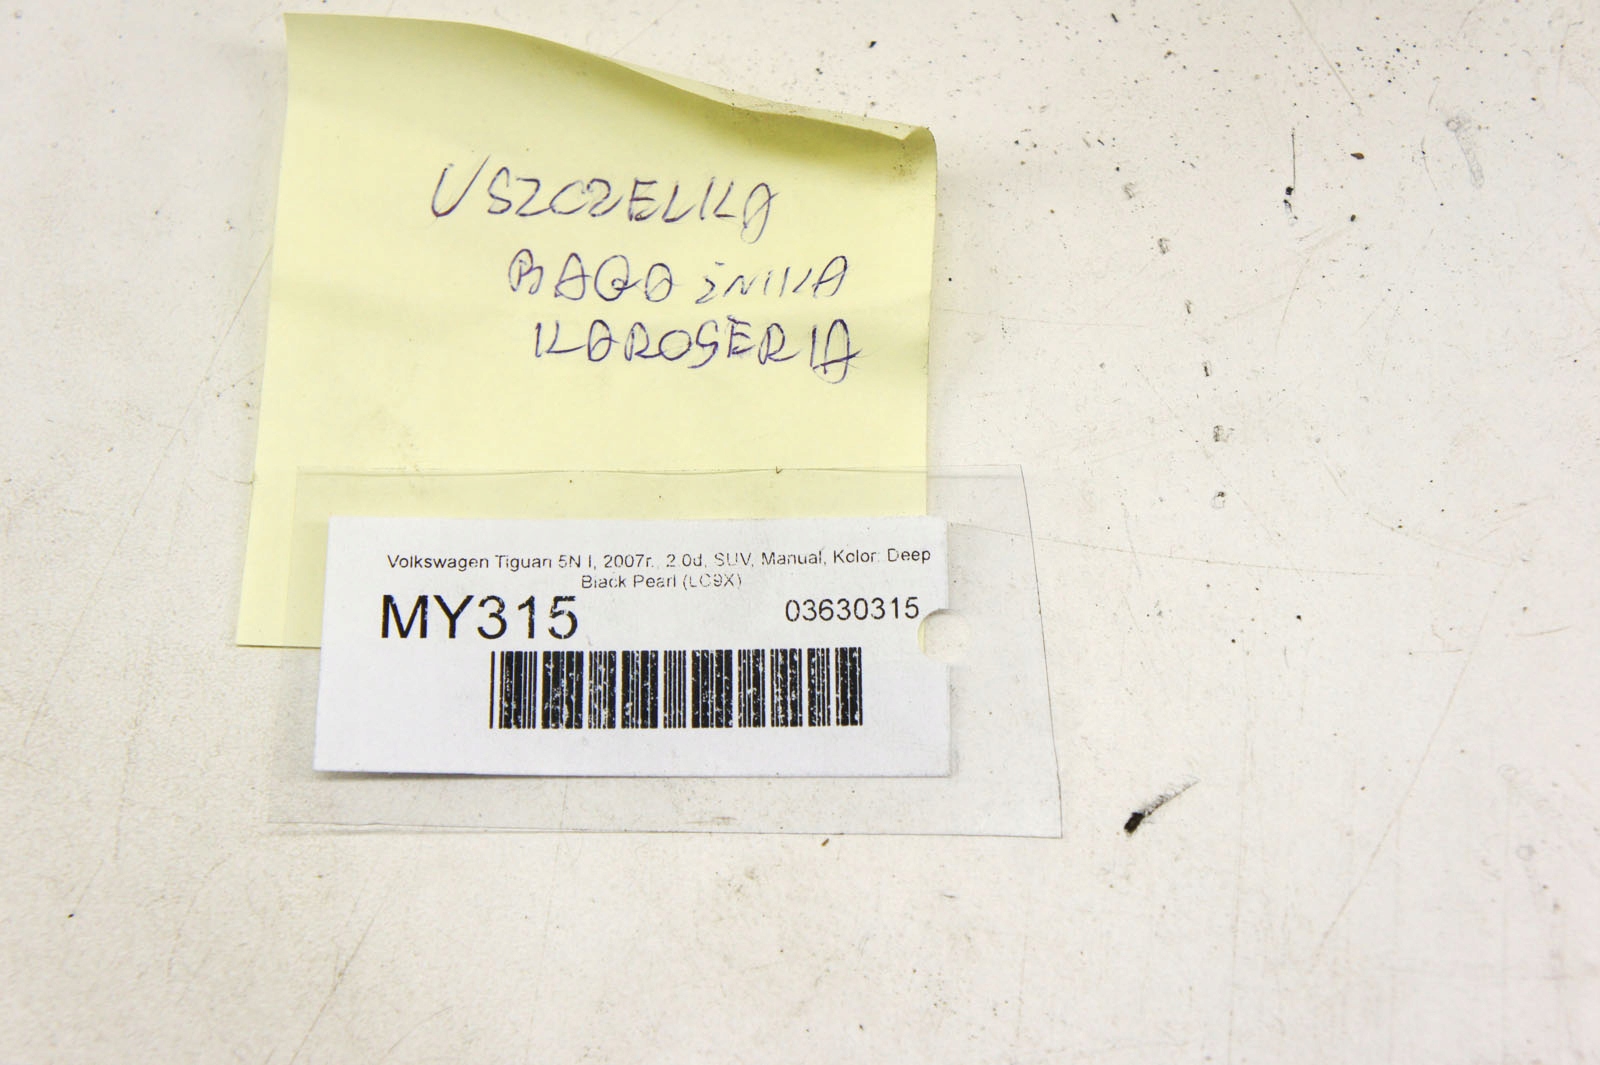 USZCZELKA
BAGAŻNIKA
KAROSERIA
Volkswagen Tiguan 5N I, 2007r., 2.0d, SUV, Manual, Kolor: Deep
Black Pearl (LC9X)
MY315
03630315